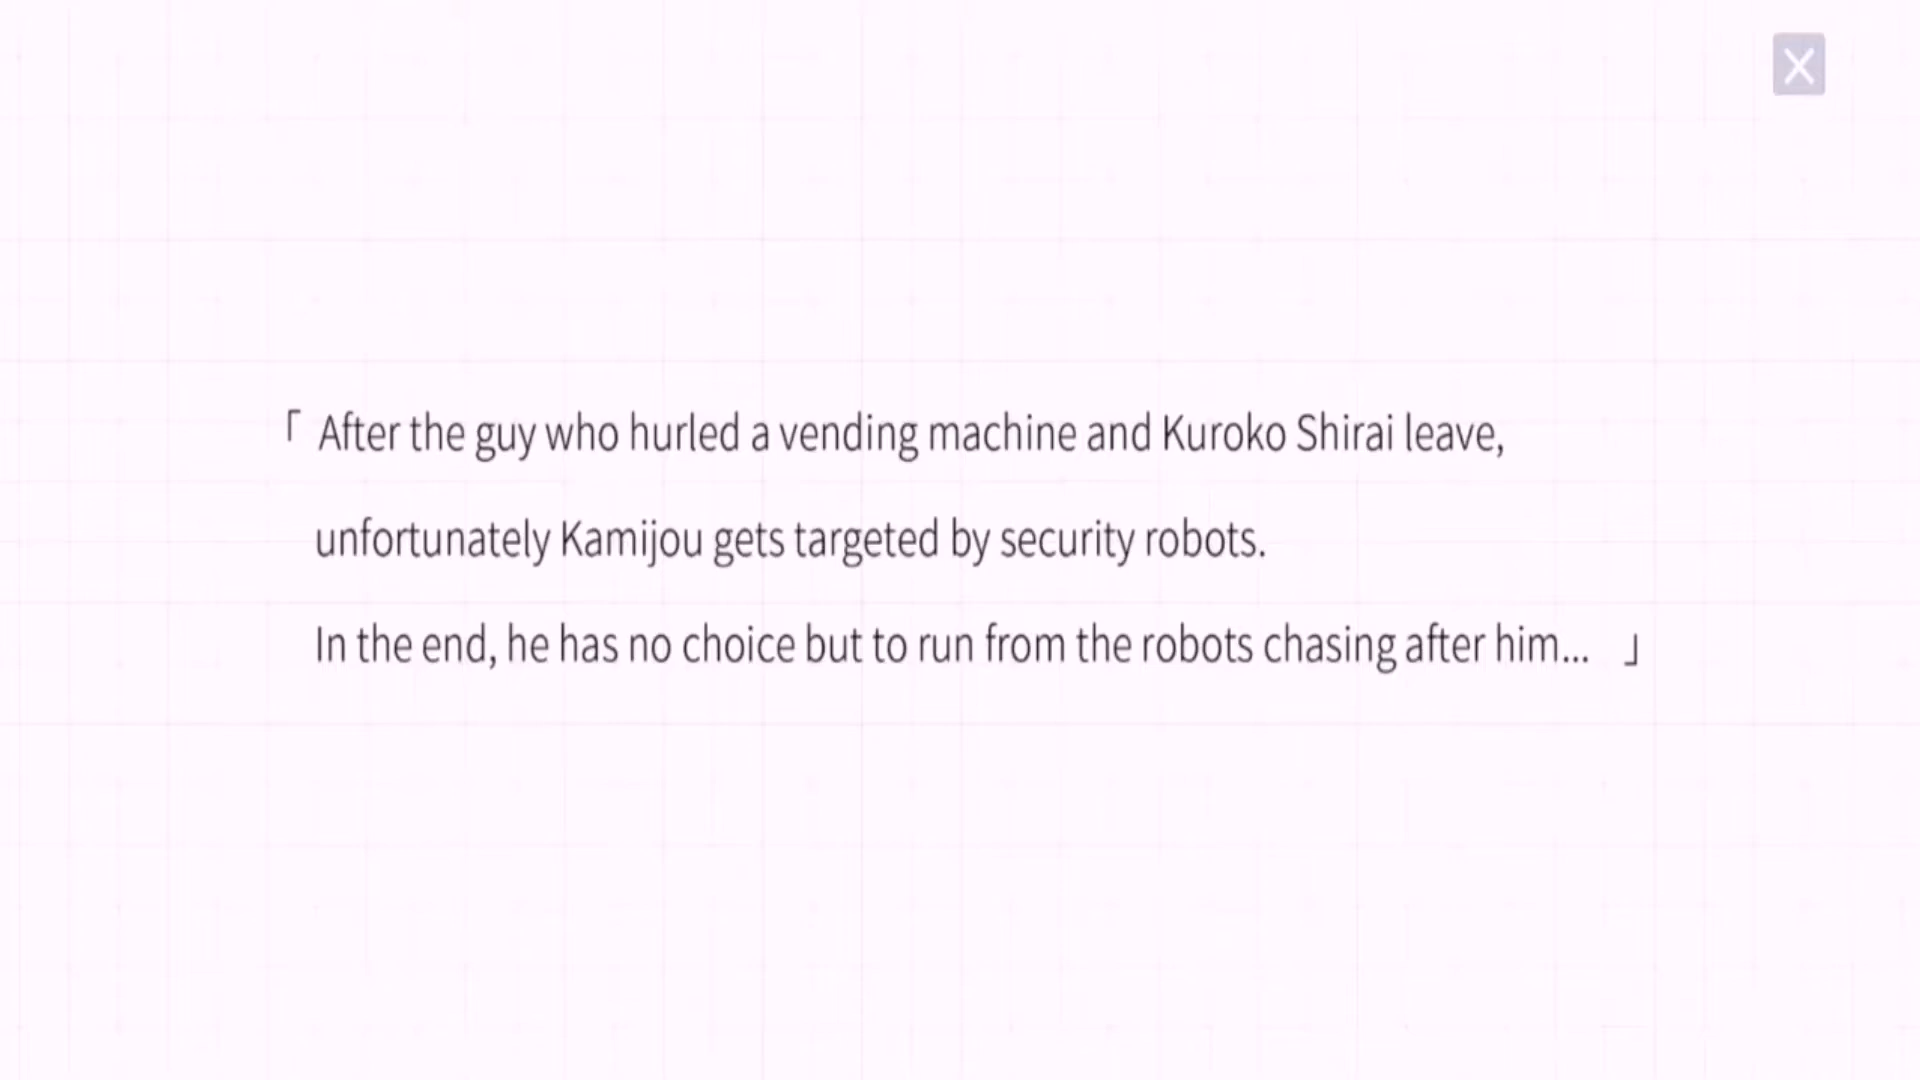 X
「 After the guy who hurled a vending machine and Kuroko Shirai leave,
unfortunately Kamijou gets targeted by security robots.
In the end, he has no choice but to run from the robots chasing after him... 」